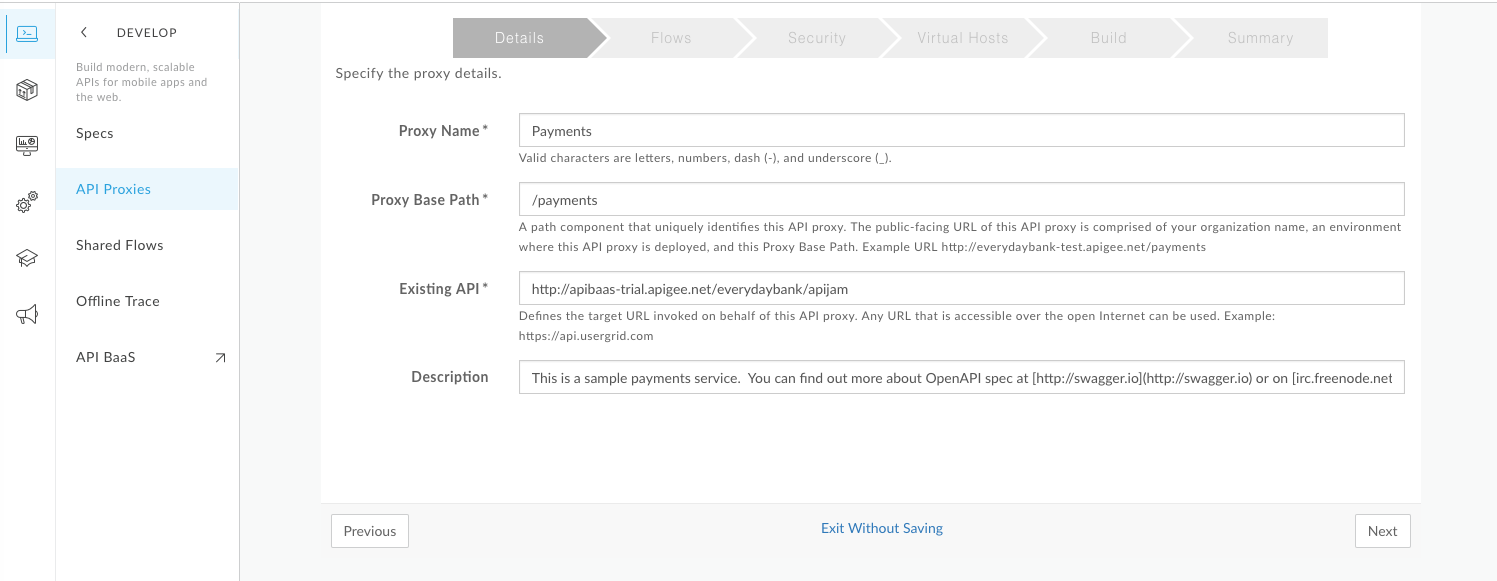 DEVELOP
Build modern, scalable
APIs for mobile apps and
the web.
Specs
API Proxies
Shared Flows
Offline Trace
API BaaS
Details
Flows
Security
Virtual Hosts
Build
Summary
Specify the proxy details.
Proxy Name *
Payments
Valid characters are letters, numbers, dash (-), and underscore (_).
Proxy Base Path *
/payments
A path component that uniquely identifies this API proxy. The public-facing URL of this API proxy is comprised of your organization name, an environment
where this API proxy is deployed, and this Proxy Base Path. Example URL http://everydaybank-test.apigee.net/payments
Existing API *
http://apibaas-trial.apigee.net/everydaybank/apijam
Defines the target URL invoked on behalf of this API proxy. Any URL that is accessible over the open Internet can be used. Example:
https://api.usergrid.com
Description
This is a sample payments service.  You can find out more about OpenAPI spec at [http://swagger.io](http://swagger.io) or on [irc.freenode.net
Previous
Exit Without Saving
Next